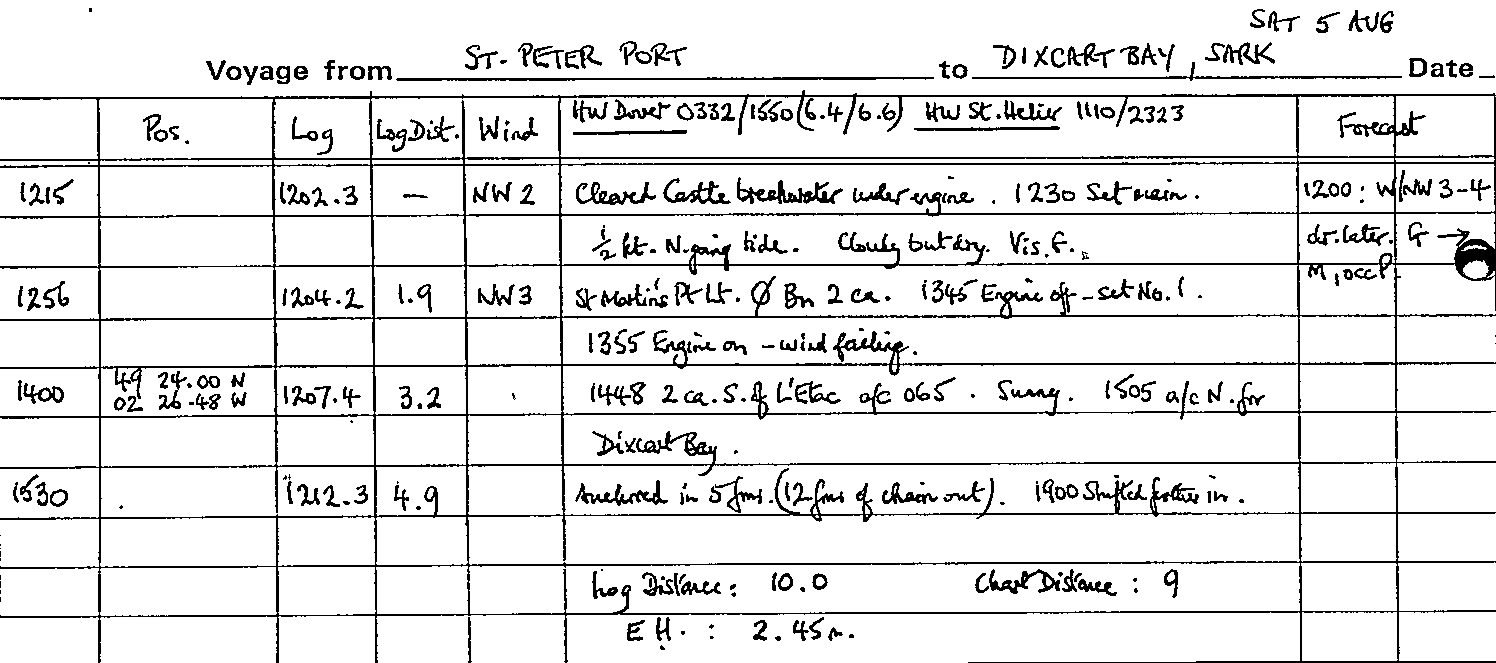 SAT 5 AUG
Voyage from ST. PETER PORT to DIXCART BAY, SARK Date
Pos. Log Log Dist. Wind HW Dover 0332/1550 (6.4/6.6) HW St. Helier 1110/2323 Forecast
1215 1202.3 — NW 2 Cleared Castle breakwater under engine. 1230 Set main. 1200: W/NW 3-4
½ kt. N. going tide. Cloudy but dry. Vis. G. dr. later. G →
M, occ P.
1256 1204.2 1.9 NW 3 St Martin's Pt Lt. Ø Bn 2 ca. 1345 Engine off - set No. 1.
1355 Engine on - wind failing.
1400 49 24.00 N 1207.4 3.2 1448 2 ca. S. of L'Etac a/c 065. Sunny. 1505 a/c N. for
02 26.48 W
Dixcart Bay.
1530 1212.3 4.9 Anchored in 5 fms. (12 fms of chain out). 1900 Shifted further in.
Log Distance: 10.0 Chart Distance: 9
E H. : 2.45